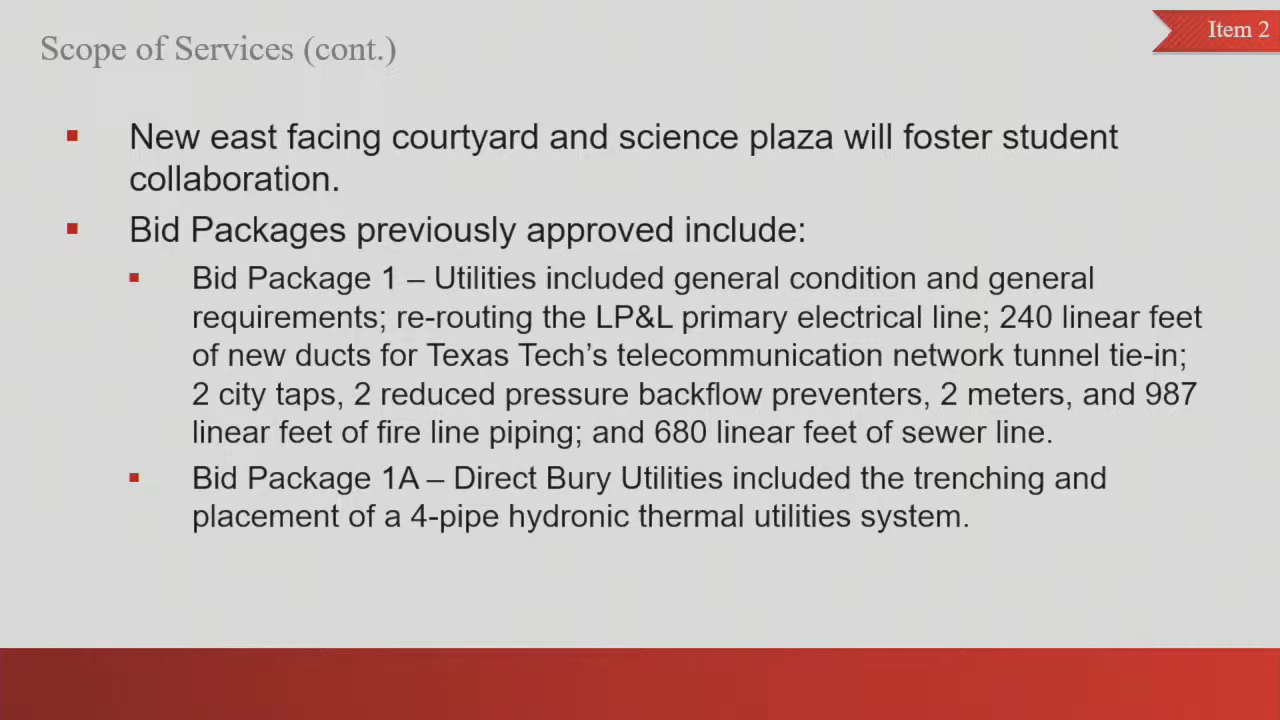 Scope of Services (cont.)
Item 2
New east facing courtyard and science plaza will foster student
collaboration.
Bid Packages previously approved include:
Bid Package 1 – Utilities included general condition and general
requirements; re-routing the LP&L primary electrical line; 240 linear feet
of new ducts for Texas Tech’s telecommunication network tunnel tie-in;
2 city taps, 2 reduced pressure backflow preventers, 2 meters, and 987
linear feet of fire line piping; and 680 linear feet of sewer line.
Bid Package 1A – Direct Bury Utilities included the trenching and
placement of a 4-pipe hydronic thermal utilities system.